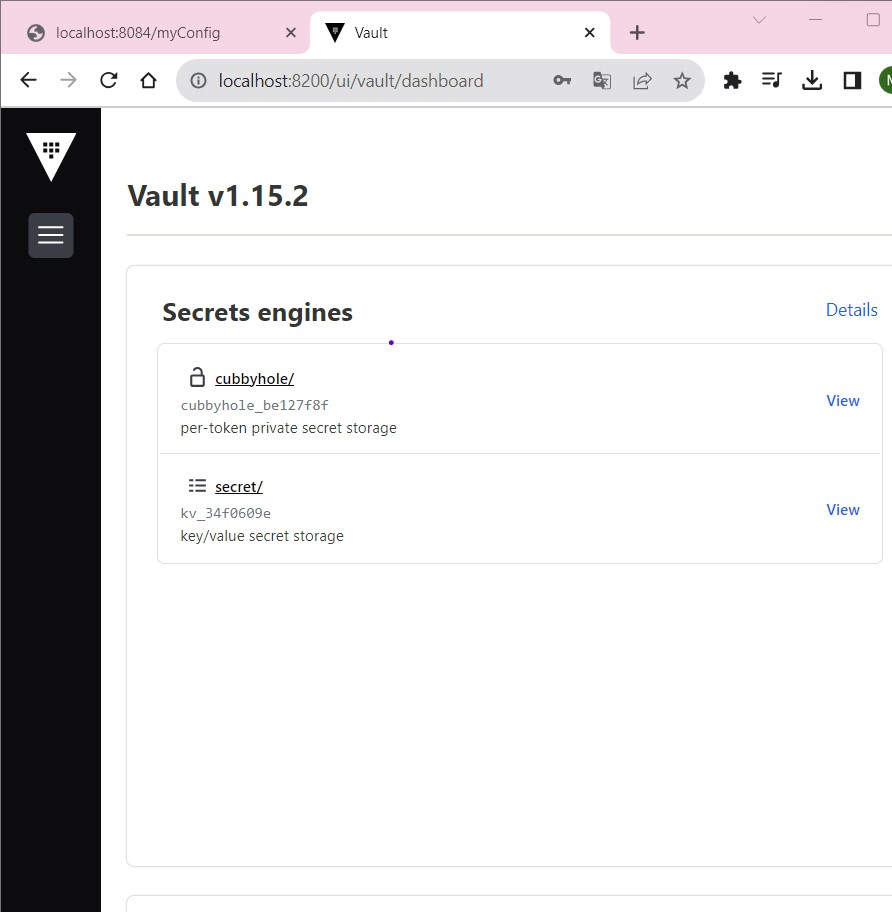 localhost:8084/myConfig
Vault
localhost:8200/ui/vault/dashboard
Vault v1.15.2
Secrets engines
Details
cubbyhole/
cubbyhole_be127f8f
per-token private secret storage
View
secret/
kv_34f0609e
key/value secret storage
View